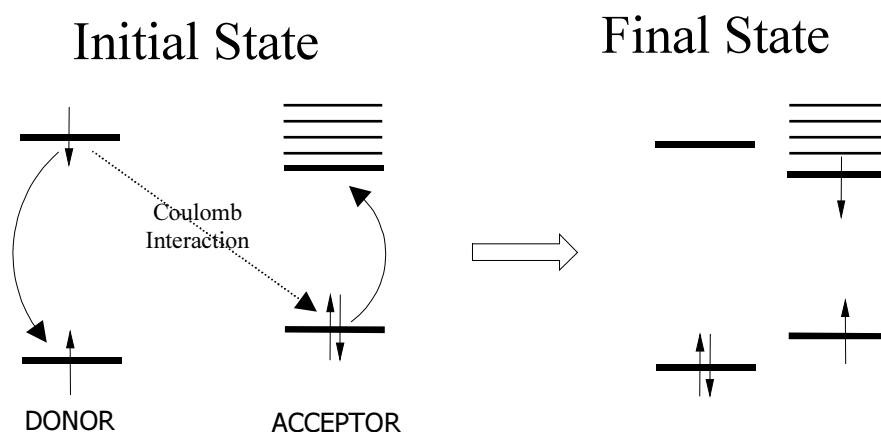 Initial State
Final State
Coulomb
Interaction
DONOR
ACCEPTOR